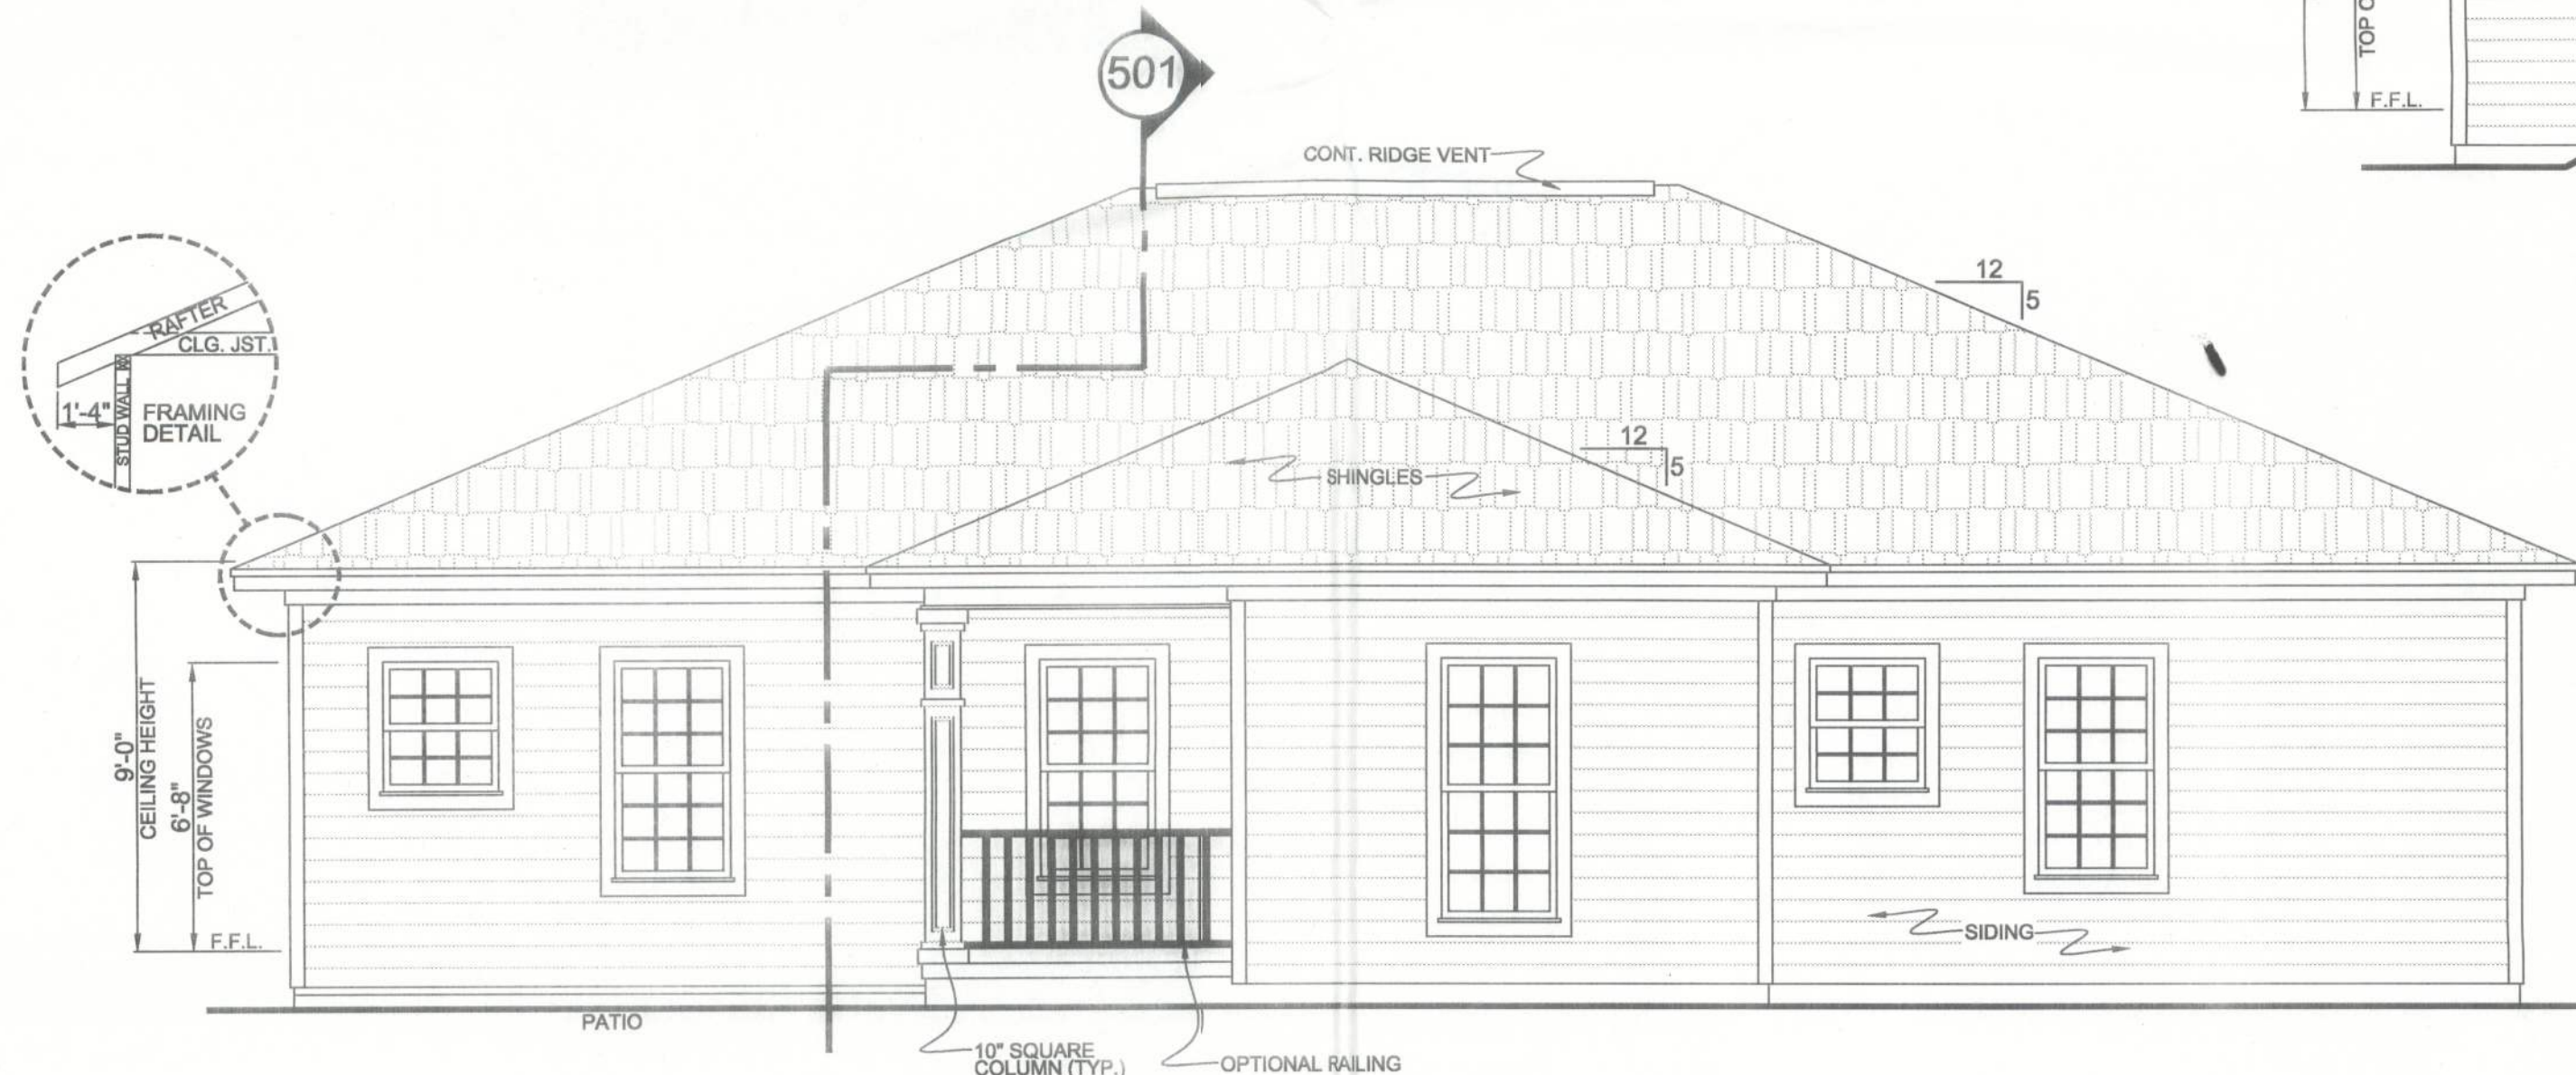 501
TOP O
F.F.L.
CONT. RIDGE VENT
RAFTER
CLG. JST.
1'-4"
STUD WALL
FRAMING
DETAIL
12
5
12
5
SHINGLES
9'-0"
CEILING HEIGHT
6'-8"
TOP OF WINDOWS
F.F.L.
SIDING
PATIO
10" SQUARE
COLUMN (TYP.)
OPTIONAL RAILING